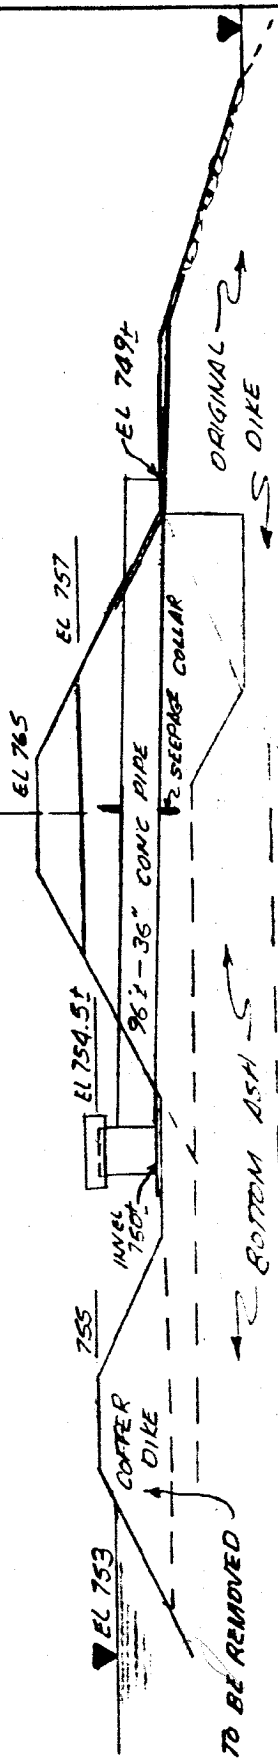 EL 753
755
COFFER
DIKE
TO BE REMOVED
EL 754.5±
INV EL
750±
96'± - 36" CONC PIPE
SEEPAGE COLLAR
EL 765
EL 757
EL 749±
BOTTOM ASH
ORIGINAL
DIKE